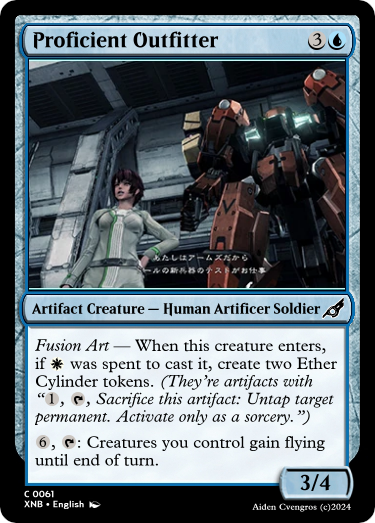 Proficient Outfitter 3
あたしはアームズだから
ールの新兵器のテストがお仕事
Artifact Creature — Human Artificer Soldier
Fusion Art — When this creature enters,
if was spent to cast it, create two Ether
Cylinder tokens. (They're artifacts with
“1, , Sacrifice this artifact: Untap target
permanent. Activate only as a sorcery.”)
6, : Creatures you control gain flying
until end of turn.
3/4
C 0061
XNB • English
Aiden Cvengros (c)2024